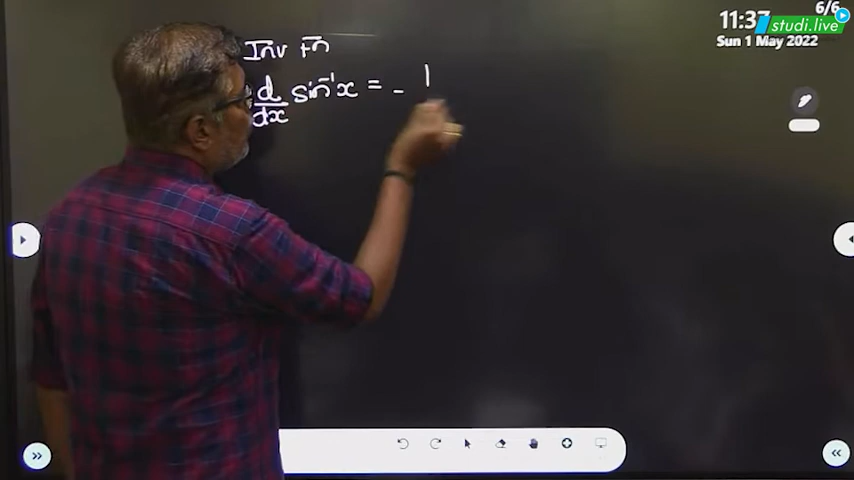 6/6
11:37
studi.live
Sun 1 May 2022
Inv fn
d/dx sin⁻¹x = - 1